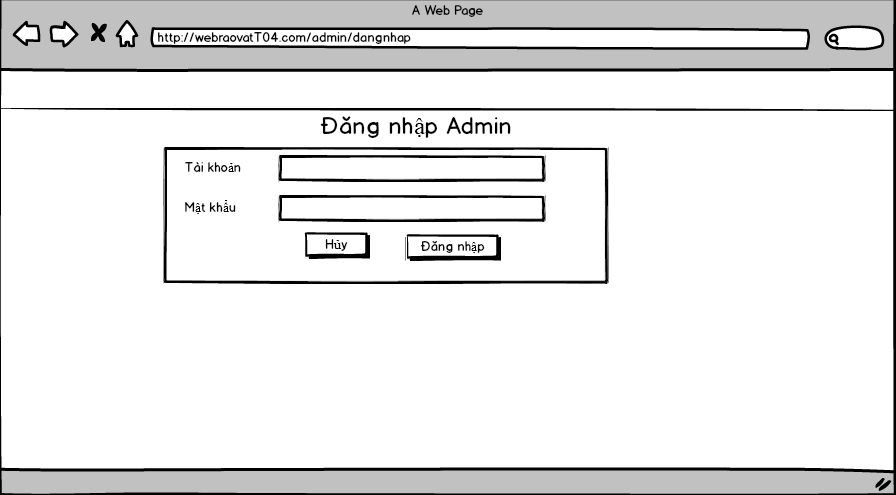 A Web Page
http://webraovatT04.com/admin/dangnhap
Đăng nhập Admin
Tài khoản
Mật khẩu
Hủy
Đăng nhập